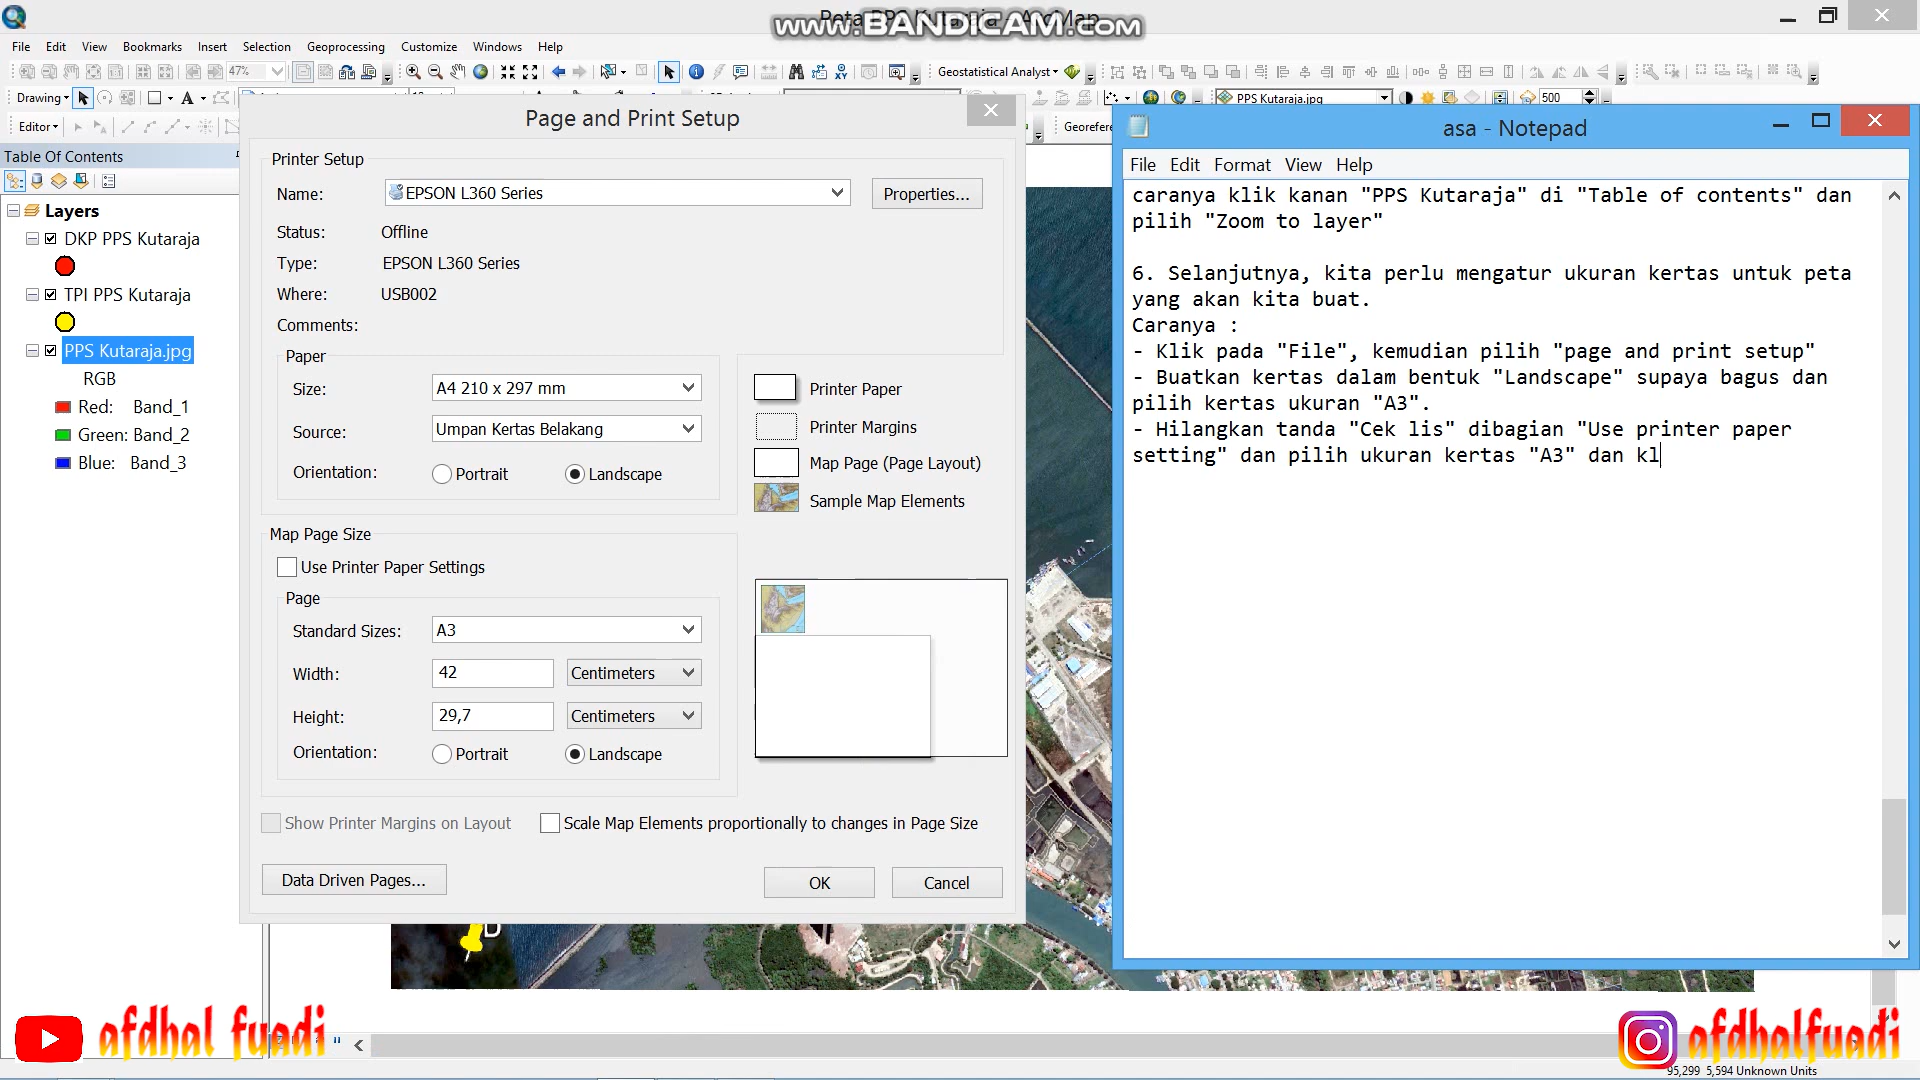 Peta PPS Kutaraja - ArcMap
www.BANDICAM.com
File Edit View Bookmarks Insert Selection Geoprocessing Customize Windows Help
47%
Geostatistical Analyst
Drawing
A
PPS Kutaraja.jpg
500
Editor
Georefere
Table Of Contents
Layers
DKP PPS Kutaraja
TPI PPS Kutaraja
PPS Kutaraja.jpg
RGB
Red: Band_1
Green: Band_2
Blue: Band_3
Page and Print Setup
Printer Setup
Name: EPSON L360 Series Properties...
Status: Offline
Type: EPSON L360 Series
Where: USB002
Comments:
Paper
Size: A4 210 x 297 mm
Source: Umpan Kertas Belakang
Orientation: Portrait Landscape
Printer Paper
Printer Margins
Map Page (Page Layout)
Sample Map Elements
Map Page Size
Use Printer Paper Settings
Page
Standard Sizes: A3
Width: 42 Centimeters
Height: 29,7 Centimeters
Orientation: Portrait Landscape
Show Printer Margins on Layout Scale Map Elements proportionally to changes in Page Size
Data Driven Pages... OK Cancel
asa - Notepad
File Edit Format View Help
caranya klik kanan "PPS Kutaraja" di "Table of contents" dan
pilih "Zoom to layer"
6. Selanjutnya, kita perlu mengatur ukuran kertas untuk peta
yang akan kita buat.
Caranya :
- Klik pada "File", kemudian pilih "page and print setup"
- Buatkan kertas dalam bentuk "Landscape" supaya bagus dan
pilih kertas ukuran "A3".
- Hilangkan tanda "Cek lis" dibagian "Use printer paper
setting" dan pilih ukuran kertas "A3" dan kl
D
afdhal fuadi
afdhalfuadi
95,299 5,594 Unknown Units